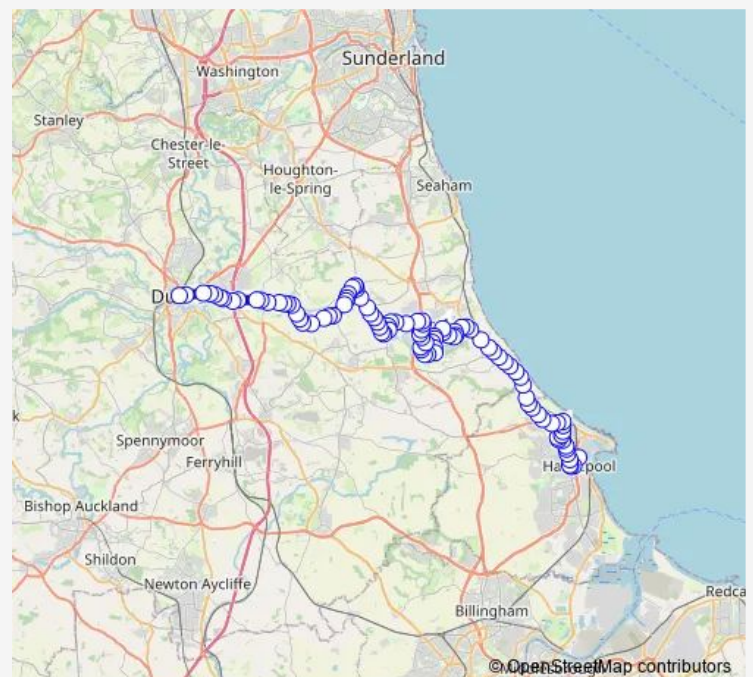 Sunderland
Washington
Stanley
Chester-le-
Street
Houghton-
le-Spring
Seaham
Du
k
Spennymoor
Ferryhill
Bishop Auckland
Shildon
Newton Aycliffe
Billingham
Redca
© OpenStreetMap contributors